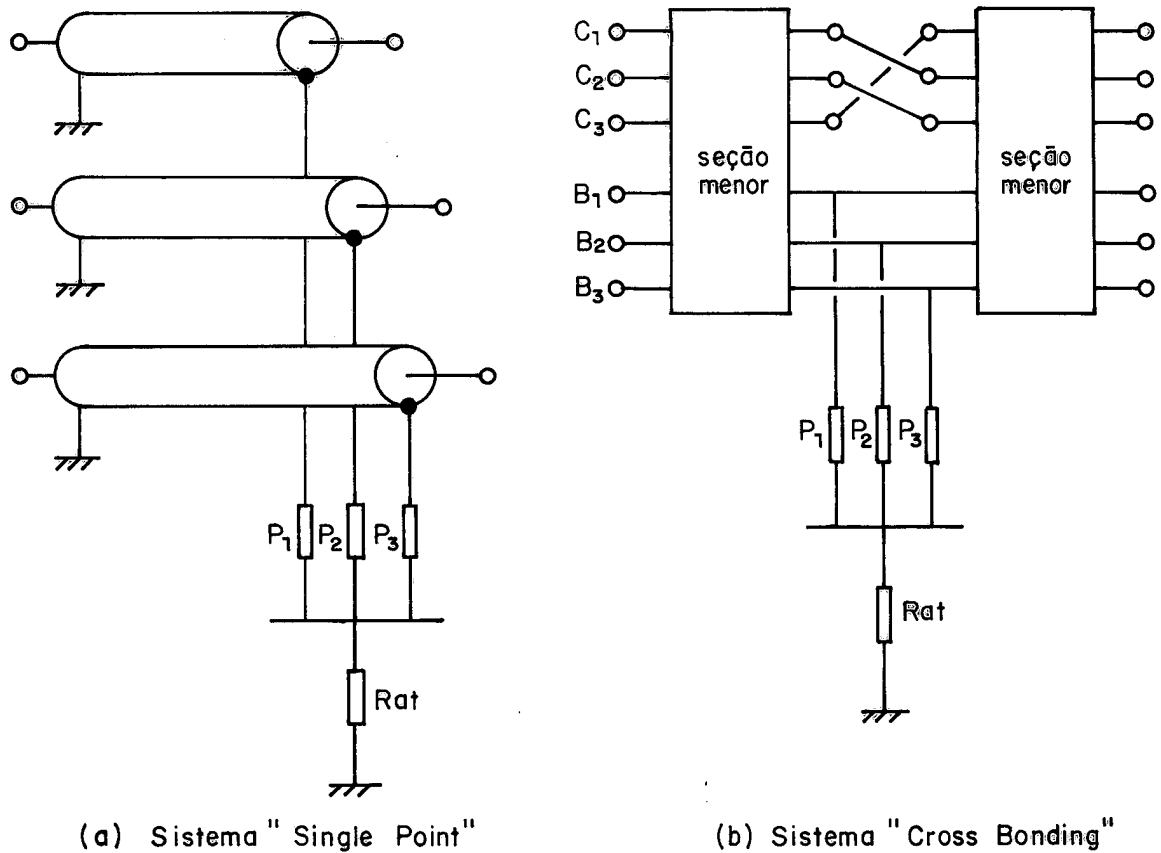 P₁ P₂ P₃
Rat
(a) Sistema "Single Point"
C₁
C₂
C₃
B₁
B₂
B₃
seção
menor
seção
menor
P₁ P₂ P₃
Rat
(b) Sistema "Cross Bonding"